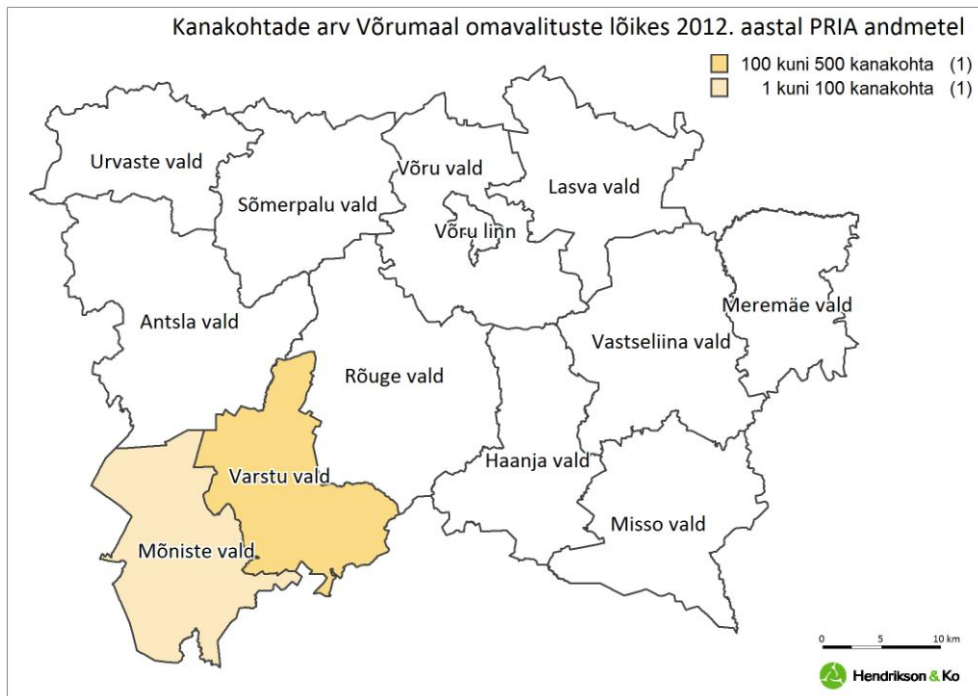 Kanakohtade arv Võrumaal omavalituste lõikes 2012. aastal PRIA andmetel
100 kuni 500 kanakohta (1)
1 kuni 100 kanakohta (1)
Urvaste vald
Võru vald
Lasva vald
Sõmerpalu vald
Võru linn
Meremäe vald
Antsla vald
Vastseliina vald
Rõuge vald
Haanja vald
Varstu vald
Misso vald
Mõniste vald
0 5 10 km
Hendrikson & Ko